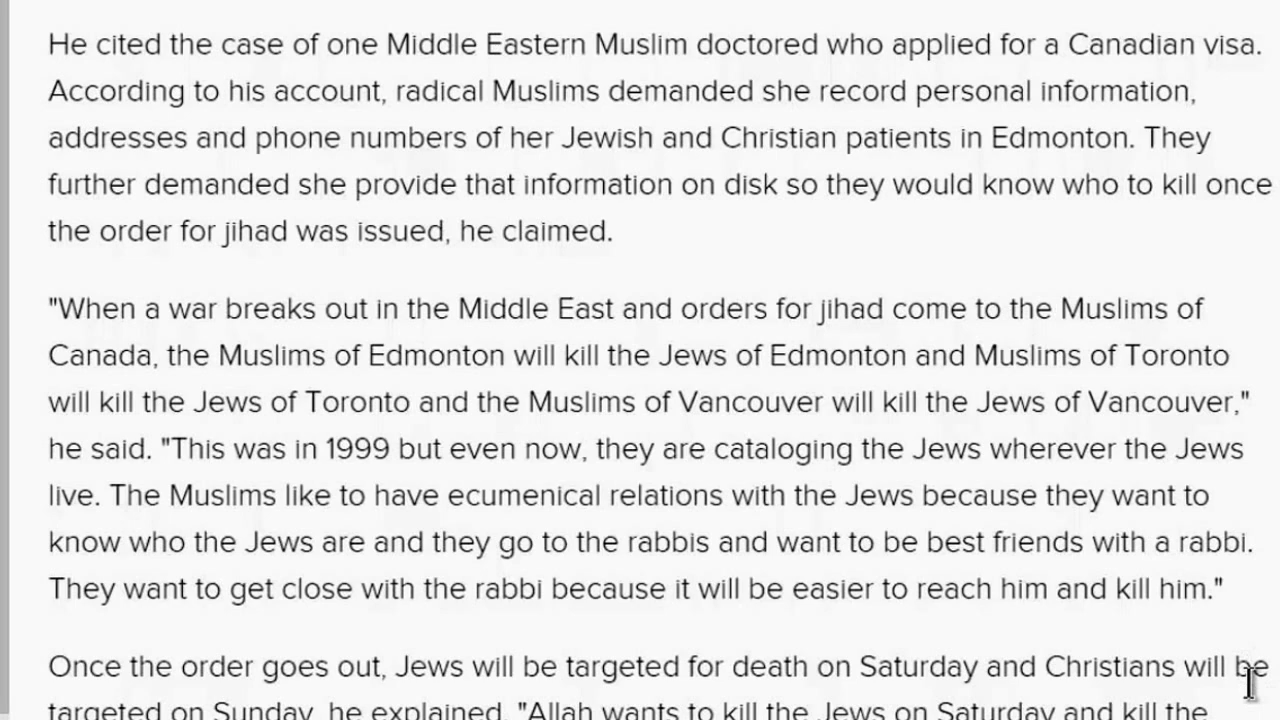 He cited the case of one Middle Eastern Muslim doctored who applied for a Canadian visa.
According to his account, radical Muslims demanded she record personal information,
addresses and phone numbers of her Jewish and Christian patients in Edmonton. They
further demanded she provide that information on disk so they would know who to kill once
the order for jihad was issued, he claimed.
"When a war breaks out in the Middle East and orders for jihad come to the Muslims of
Canada, the Muslims of Edmonton will kill the Jews of Edmonton and Muslims of Toronto
will kill the Jews of Toronto and the Muslims of Vancouver will kill the Jews of Vancouver,"
he said. "This was in 1999 but even now, they are cataloging the Jews wherever the Jews
live. The Muslims like to have ecumenical relations with the Jews because they want to
know who the Jews are and they go to the rabbis and want to be best friends with a rabbi.
They want to get close with the rabbi because it will be easier to reach him and kill him."
Once the order goes out, Jews will be targeted for death on Saturday and Christians will be
targeted on Sunday, he explained. "Allah wants to kill the Jews on Saturday and kill the